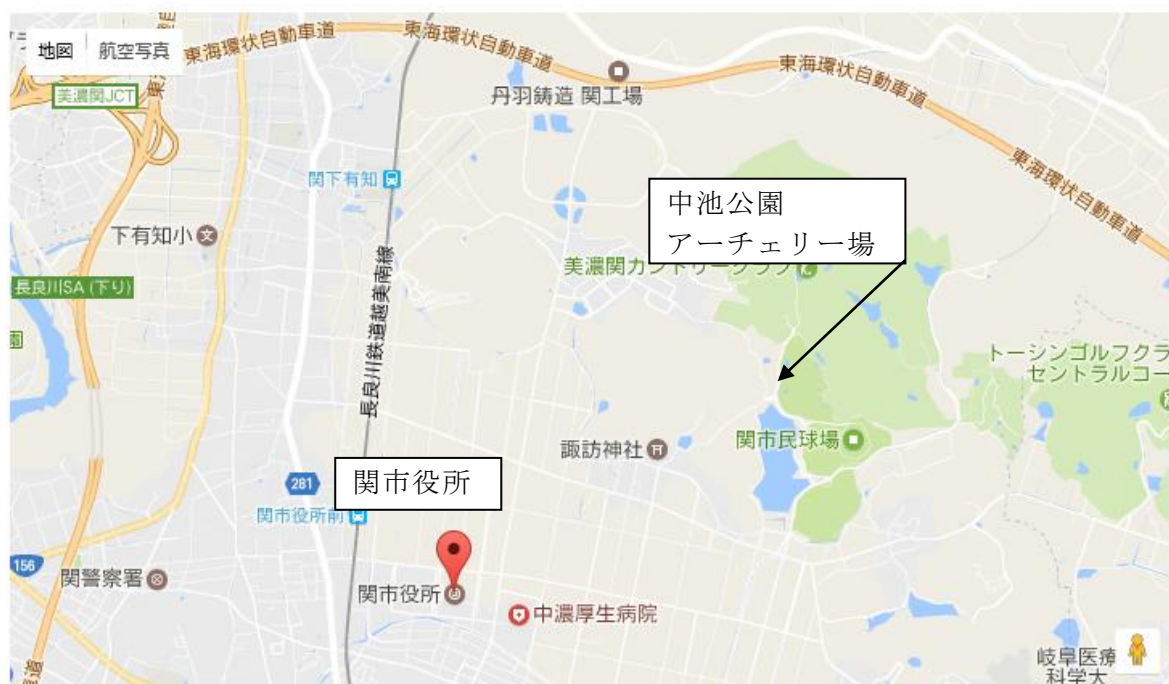 地図 航空写真
東海環状自動車道
東海環状自動車道
東海環状自動車道
東海環状自動車道
美濃関JCT
丹羽鋳造 関工場
関下有知
下有知小
中池公園
アーチェリー場
美濃関カントリークラブ
長良川SA (下り)
長良川鉄道越美南線
トーシンゴルフクラ
セントラルコー
関市民球場
諏訪神社
関市役所
281
関市役所前
156
関警察署
関市役所
中濃厚生病院
岐阜医療
科学大